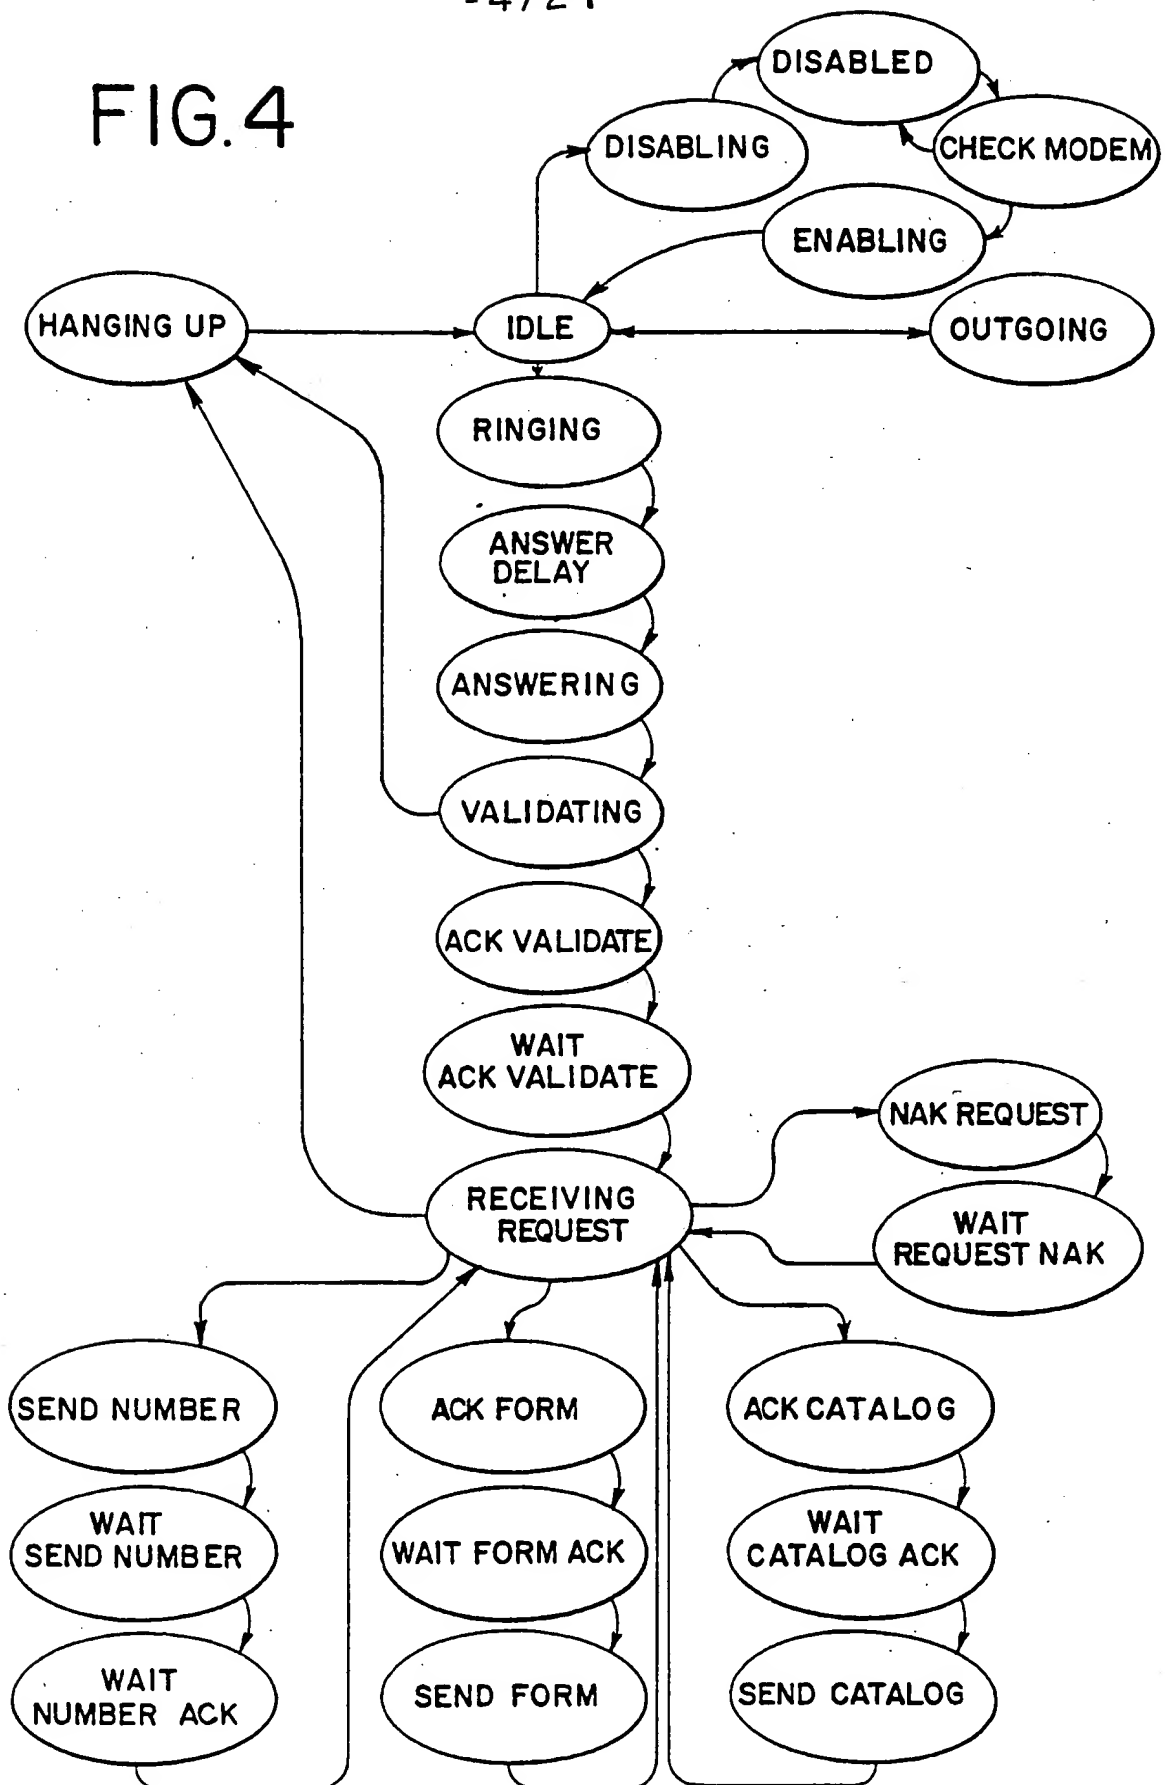 FIG.4
DISABLED
DISABLING
CHECK MODEM
ENABLING
HANGING UP
IDLE
OUTGOING
RINGING
ANSWER
DELAY
ANSWERING
VALIDATING
ACK VALIDATE
WAIT
ACK VALIDATE
NAK REQUEST
RECEIVING
REQUEST
WAIT
REQUEST NAK
SEND NUMBER
ACK FORM
ACK CATALOG
WAIT
SEND NUMBER
WAIT FORM ACK
WAIT
CATALOG ACK
WAIT
NUMBER ACK
SEND FORM
SEND CATALOG